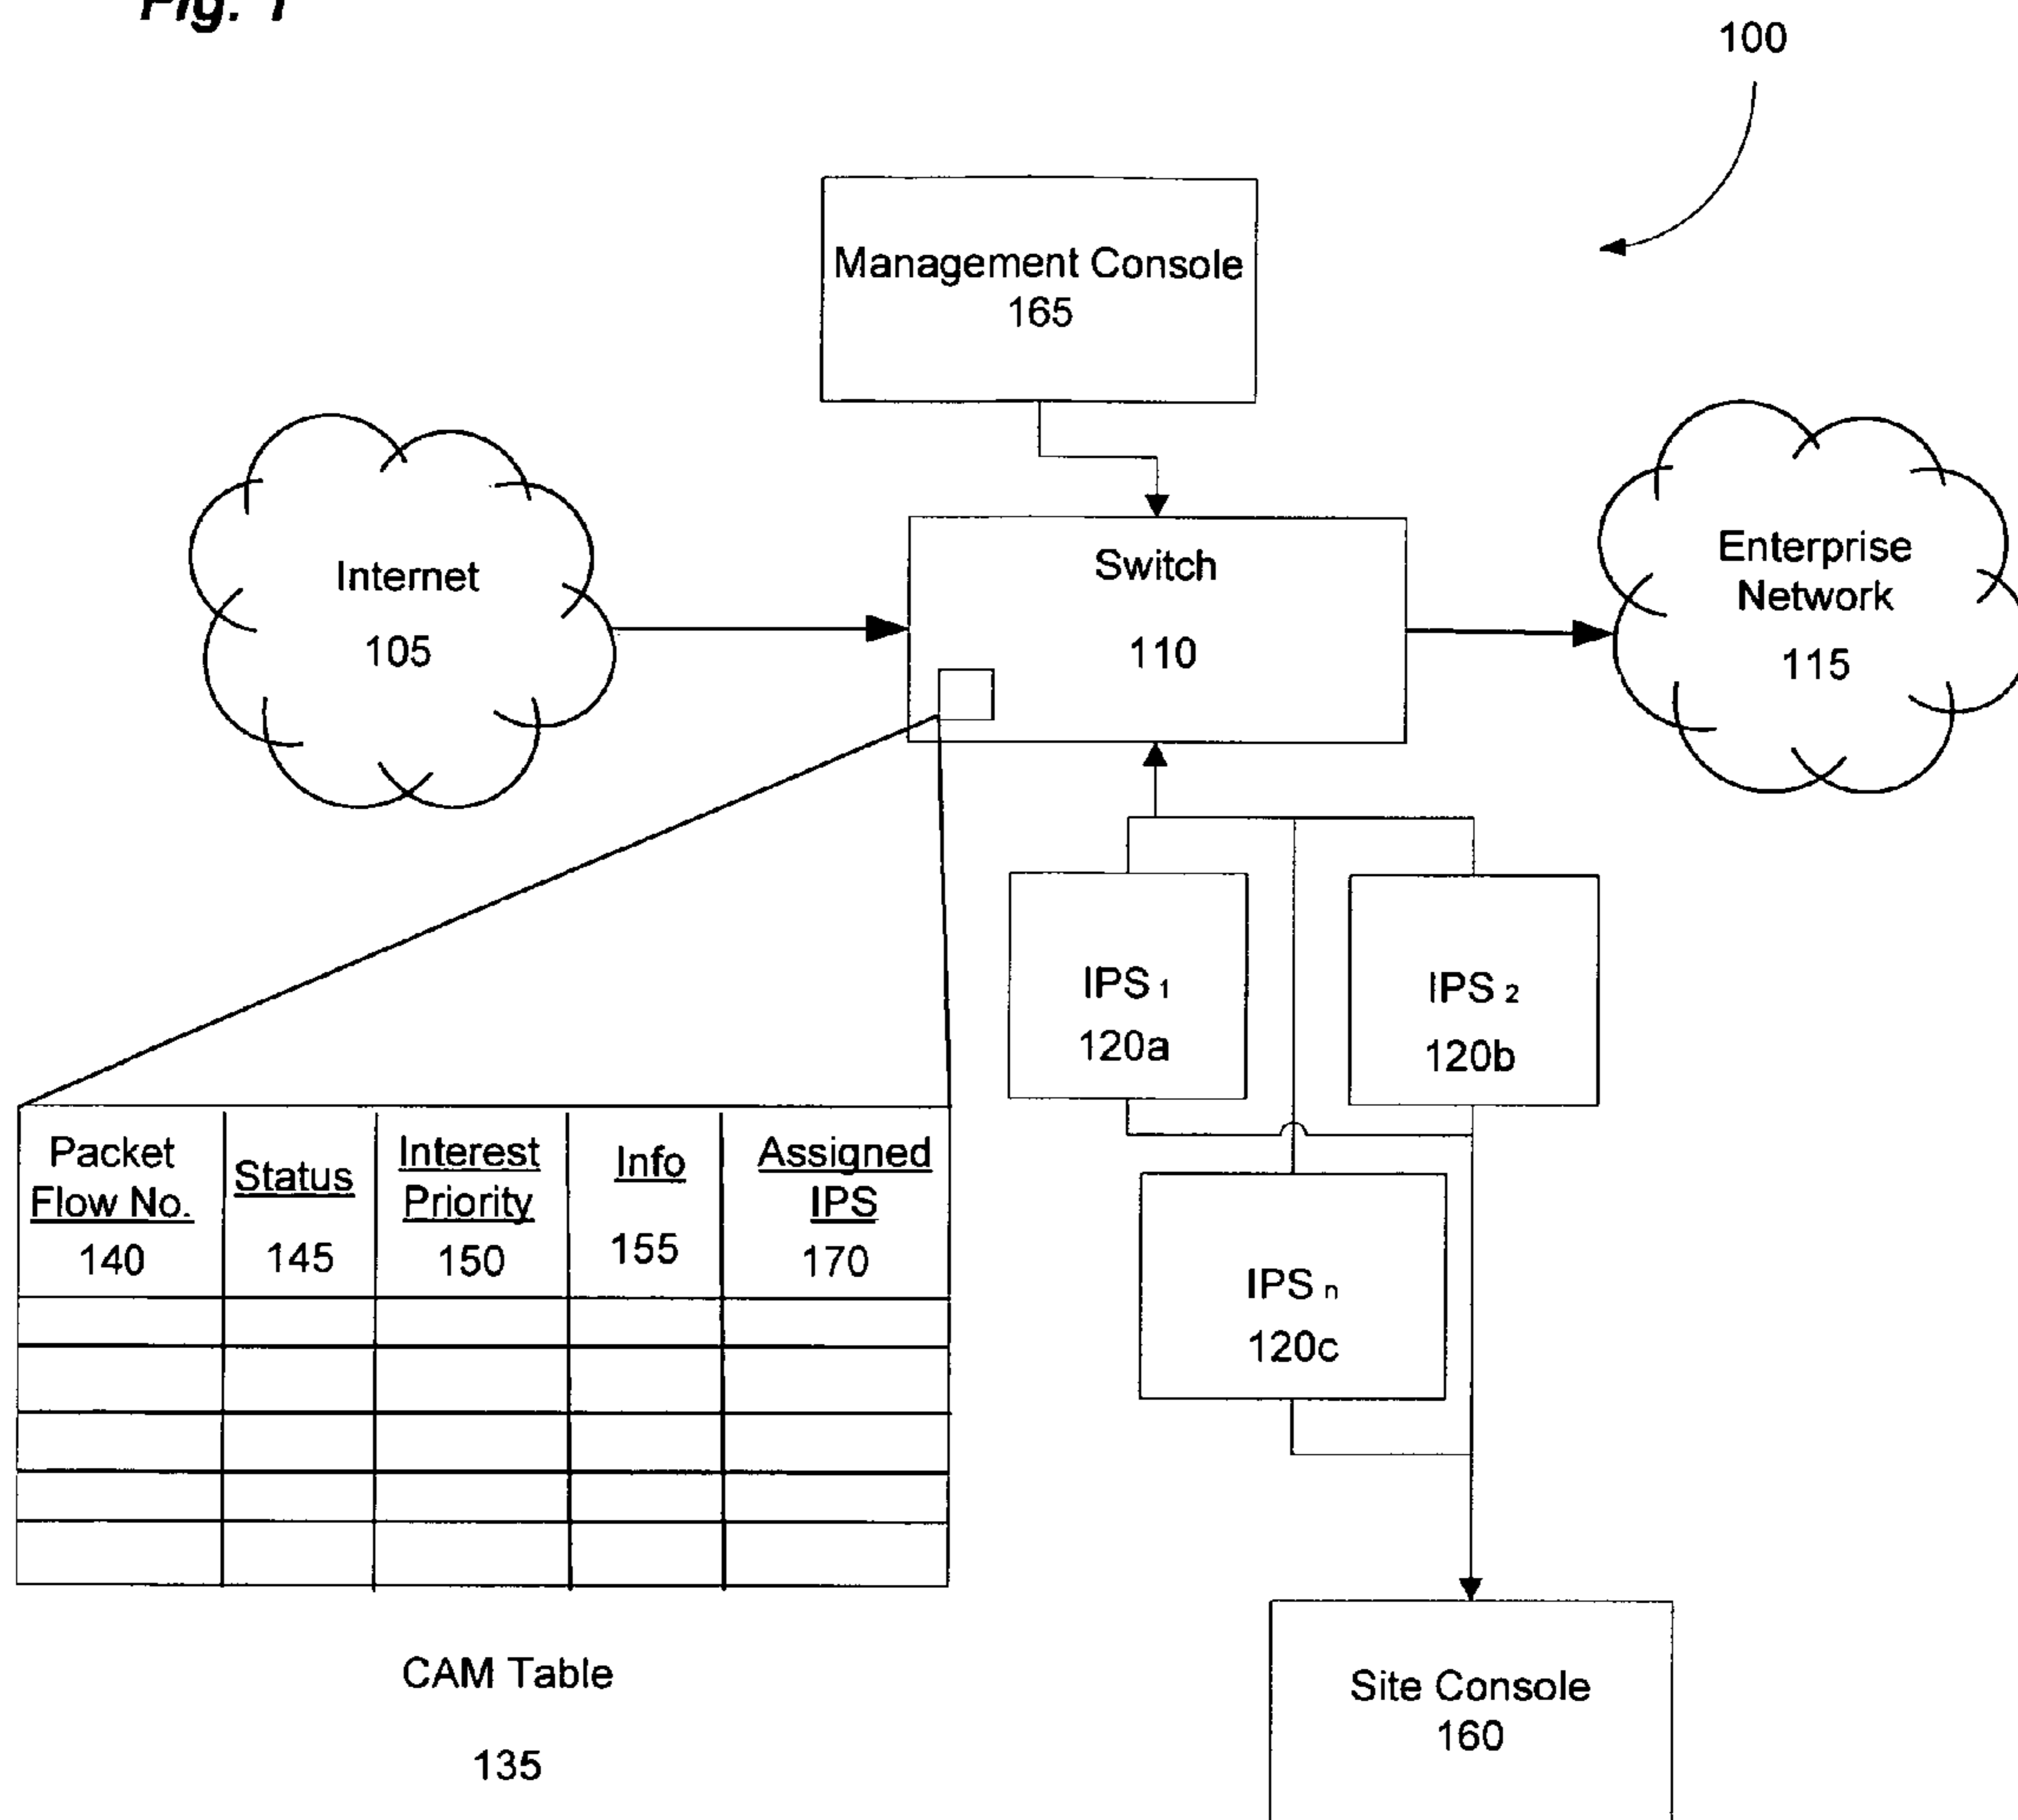 Fig. 1
100
Management Console
165
Internet
105
Switch
110
Enterprise
Network
115
IPS 1
120a
IPS 2
120b
IPS n
120c
Packet
Flow No.
140
Status
145
Interest
Priority
150
Info
155
Assigned
IPS
170
CAM Table
135
Site Console
160